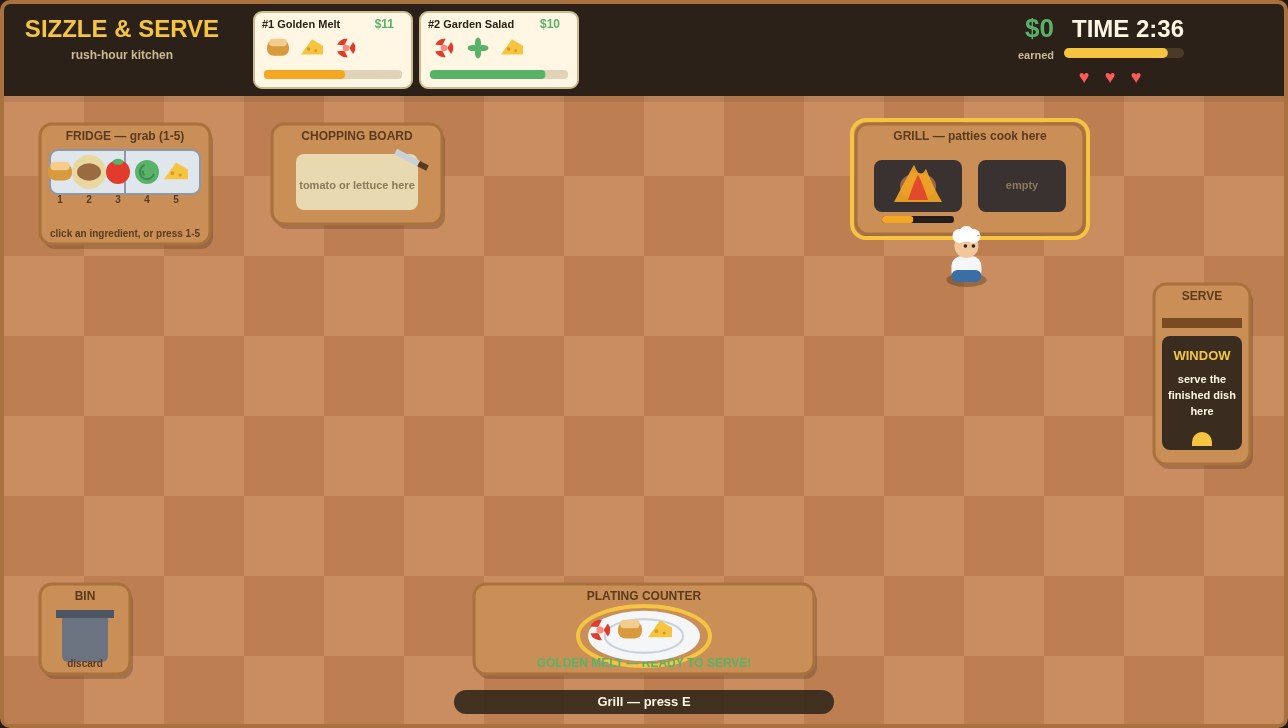 SIZZLE & SERVE
rush-hour kitchen
#1 Golden Melt $11
#2 Garden Salad $10
$0
earned
TIME 2:36
FRIDGE — grab (1-5)
1 2 3 4 5
click an ingredient, or press 1-5
CHOPPING BOARD
tomato or lettuce here
GRILL — patties cook here
empty
SERVE
WINDOW
serve the
finished dish
here
BIN
discard
PLATING COUNTER
GOLDEN MELT — READY TO SERVE!
Grill — press E